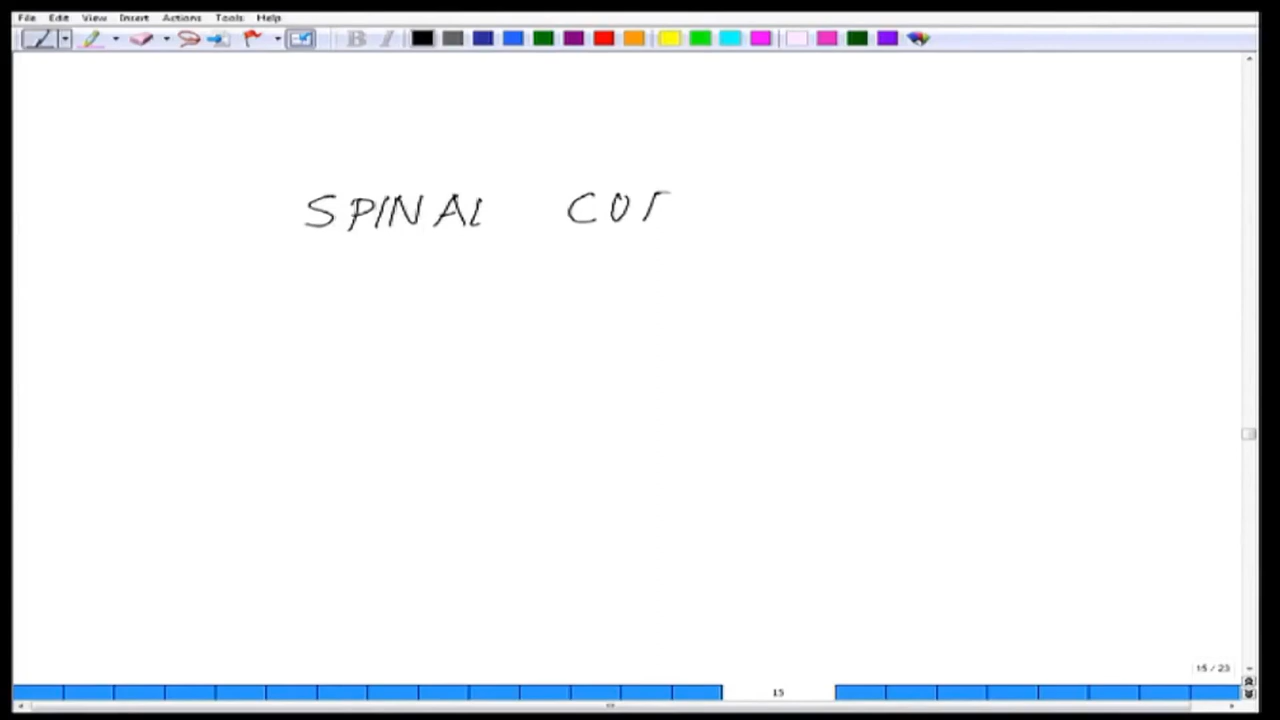 File Edit View Insert Actions Tools Help
B I
SPINAL COR
15 / 23
15